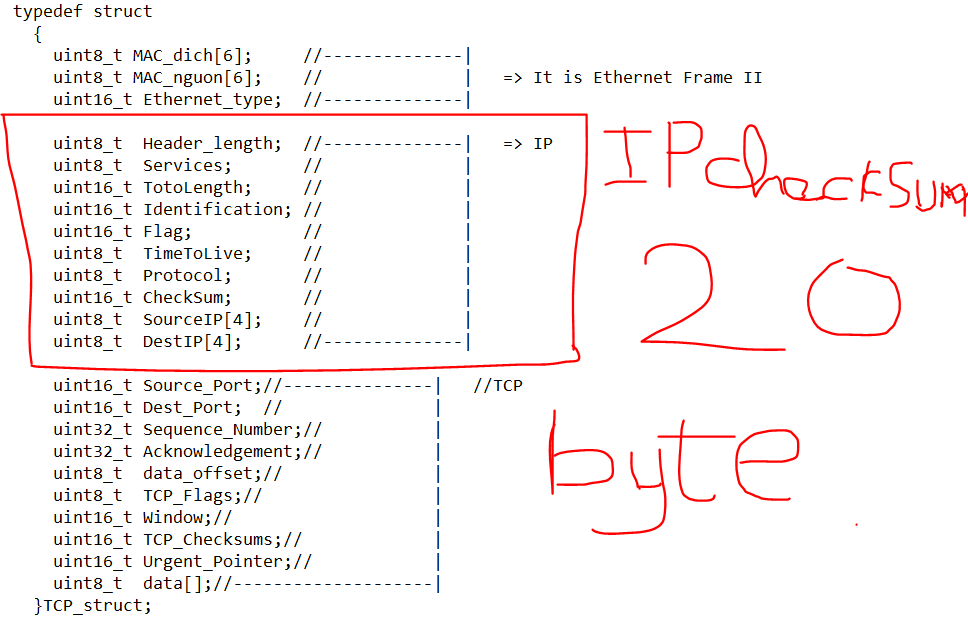 typedef struct
{
uint8_t MAC_dich[6]; //--------------|
uint8_t MAC_nguon[6]; // | => It is Ethernet Frame II
uint16_t Ethernet_type; //--------------|
uint8_t Header_length; //--------------| => IP
uint8_t Services; // |
uint16_t TotoLength; // |
uint16_t Identification; // |
uint16_t Flag; // |
uint8_t TimeToLive; // |
uint8_t Protocol; // |
uint16_t CheckSum; // |
uint8_t SourceIP[4]; // |
uint8_t DestIP[4]; //--------------|
IP checkSUM
20
byte
uint16_t Source_Port;//---------------| //TCP
uint16_t Dest_Port; // |
uint32_t Sequence_Number;// |
uint32_t Acknowledgement;// |
uint8_t data_offset;// |
uint8_t TCP_Flags;// |
uint16_t Window;// |
uint16_t TCP_Checksums;// |
uint16_t Urgent_Pointer;// |
uint8_t data[];//--------------------|
}TCP_struct;